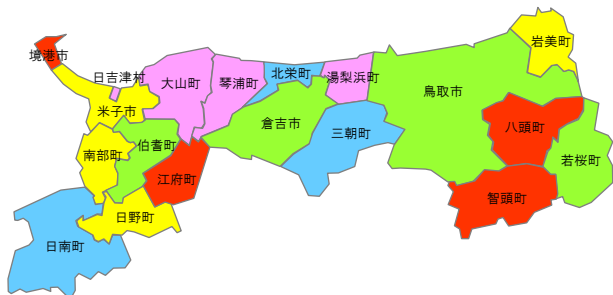 境港市
日吉津村
米子市
大山町
琴浦町
北栄町
湯梨浜町
岩美町
鳥取市
倉吉市
三朝町
八頭町
若桜町
智頭町
南部町
伯耆町
江府町
日野町
日南町